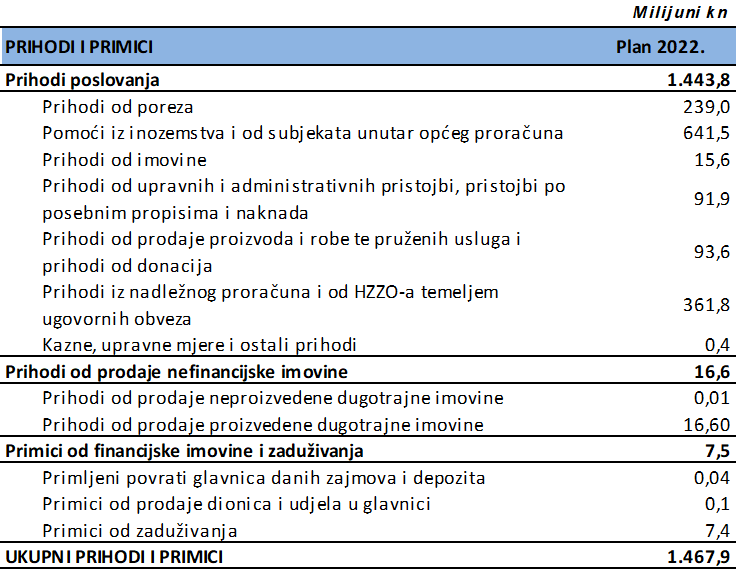 Milijuni kn
PRIHODI I PRIMICI Plan 2022.
Prihodi poslovanja 1.443,8
Prihodi od poreza 239,0
Pomoći iz inozemstva i od subjekata unutar općeg proračuna 641,5
Prihodi od imovine 15,6
Prihodi od upravnih i administrativnih pristojbi, pristojbi po
posebnim propisima i naknada 91,9
Prihodi od prodaje proizvoda i robe te pruženih usluga i
prihodi od donacija 93,6
Prihodi iz nadležnog proračuna i od HZZO-a temeljem
ugovornih obveza 361,8
Kazne, upravne mjere i ostali prihodi 0,4
Prihodi od prodaje nefinancijske imovine 16,6
Prihodi od prodaje neproizvedene dugotrajne imovine 0,01
Prihodi od prodaje proizvedene dugotrajne imovine 16,60
Primici od financijske imovine i zaduživanja 7,5
Primljeni povrati glavnica danih zajmova i depozita 0,04
Primici od prodaje dionica i udjela u glavnici 0,1
Primici od zaduživanja 7,4
UKUPNI PRIHODI I PRIMICI 1.467,9